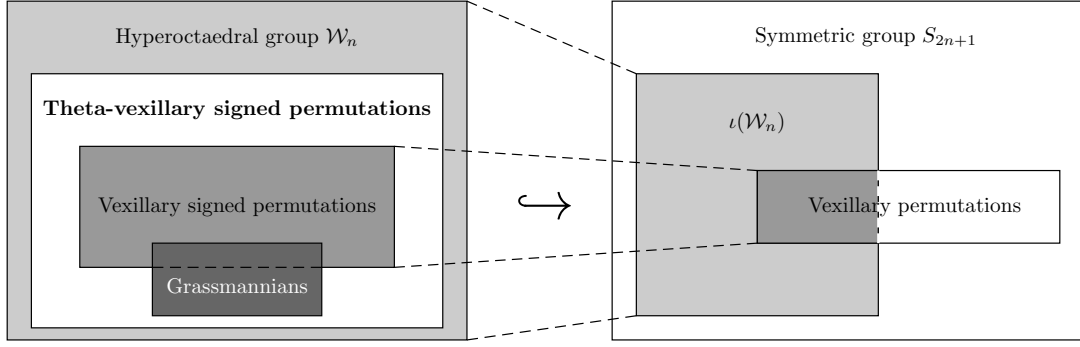 Hyperoctaedral group 𝒲ₙ
Theta-vexillary signed permutations
Vexillary signed permutations
Grassmannians
Symmetric group S₂ₙ₊₁
ι(𝒲ₙ)
Vexillary permutations